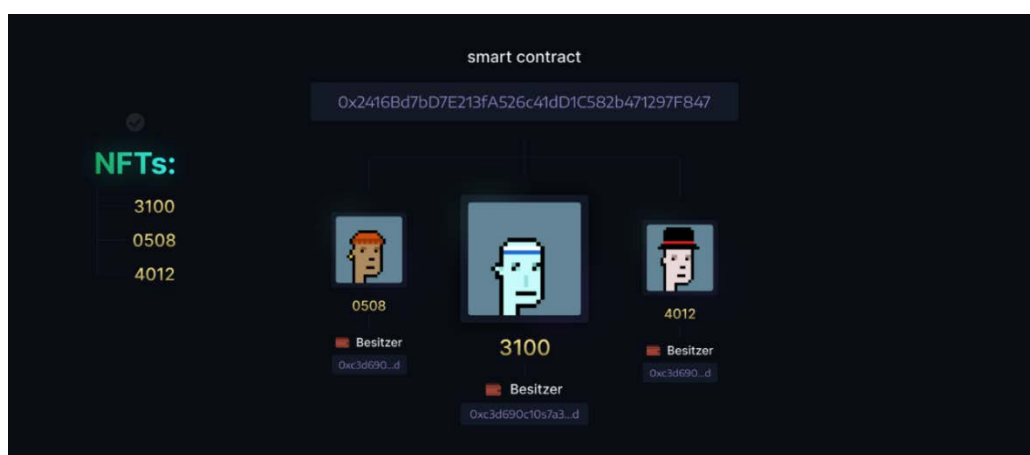 smart contract
0x2416Bd7bD7E213fA526c41dD1C582b471297F847
NFTs:
3100
0508
4012
0508
Besitzer
0xc3d690...d
3100
Besitzer
0xc3d690c10s7a3...d
4012
Besitzer
0xc3d690...d